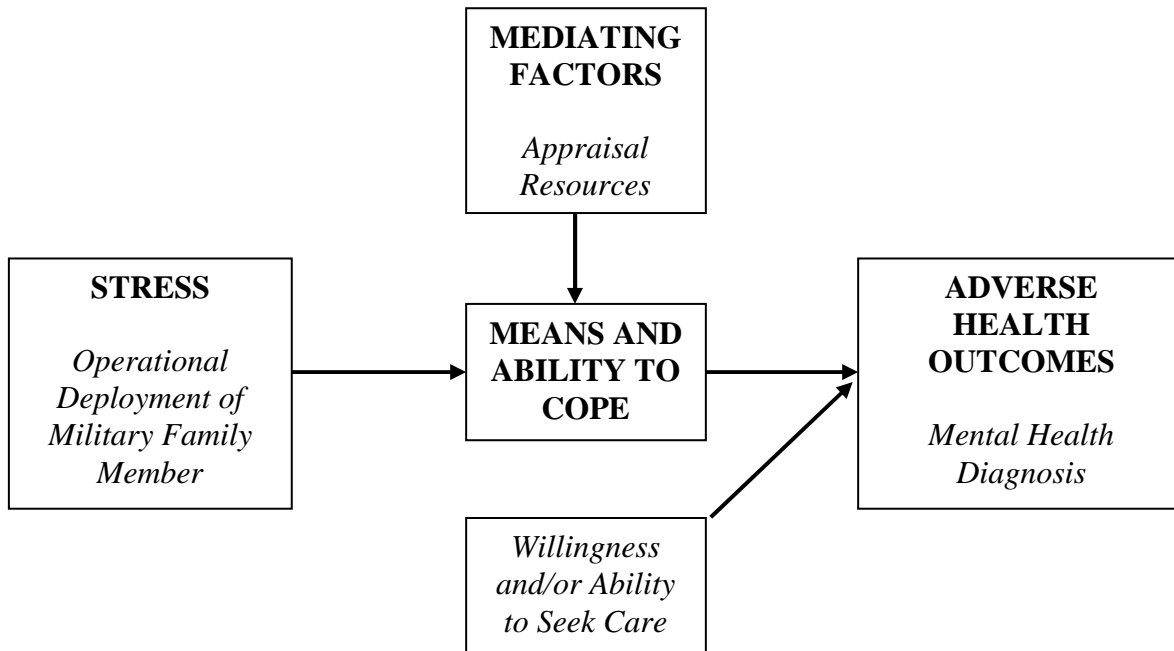 MEDIATING
FACTORS
Appraisal
Resources
STRESS
Operational
Deployment of
Military Family
Member
MEANS AND
ABILITY TO
COPE
ADVERSE
HEALTH
OUTCOMES
Mental Health
Diagnosis
Willingness
and/or Ability
to Seek Care